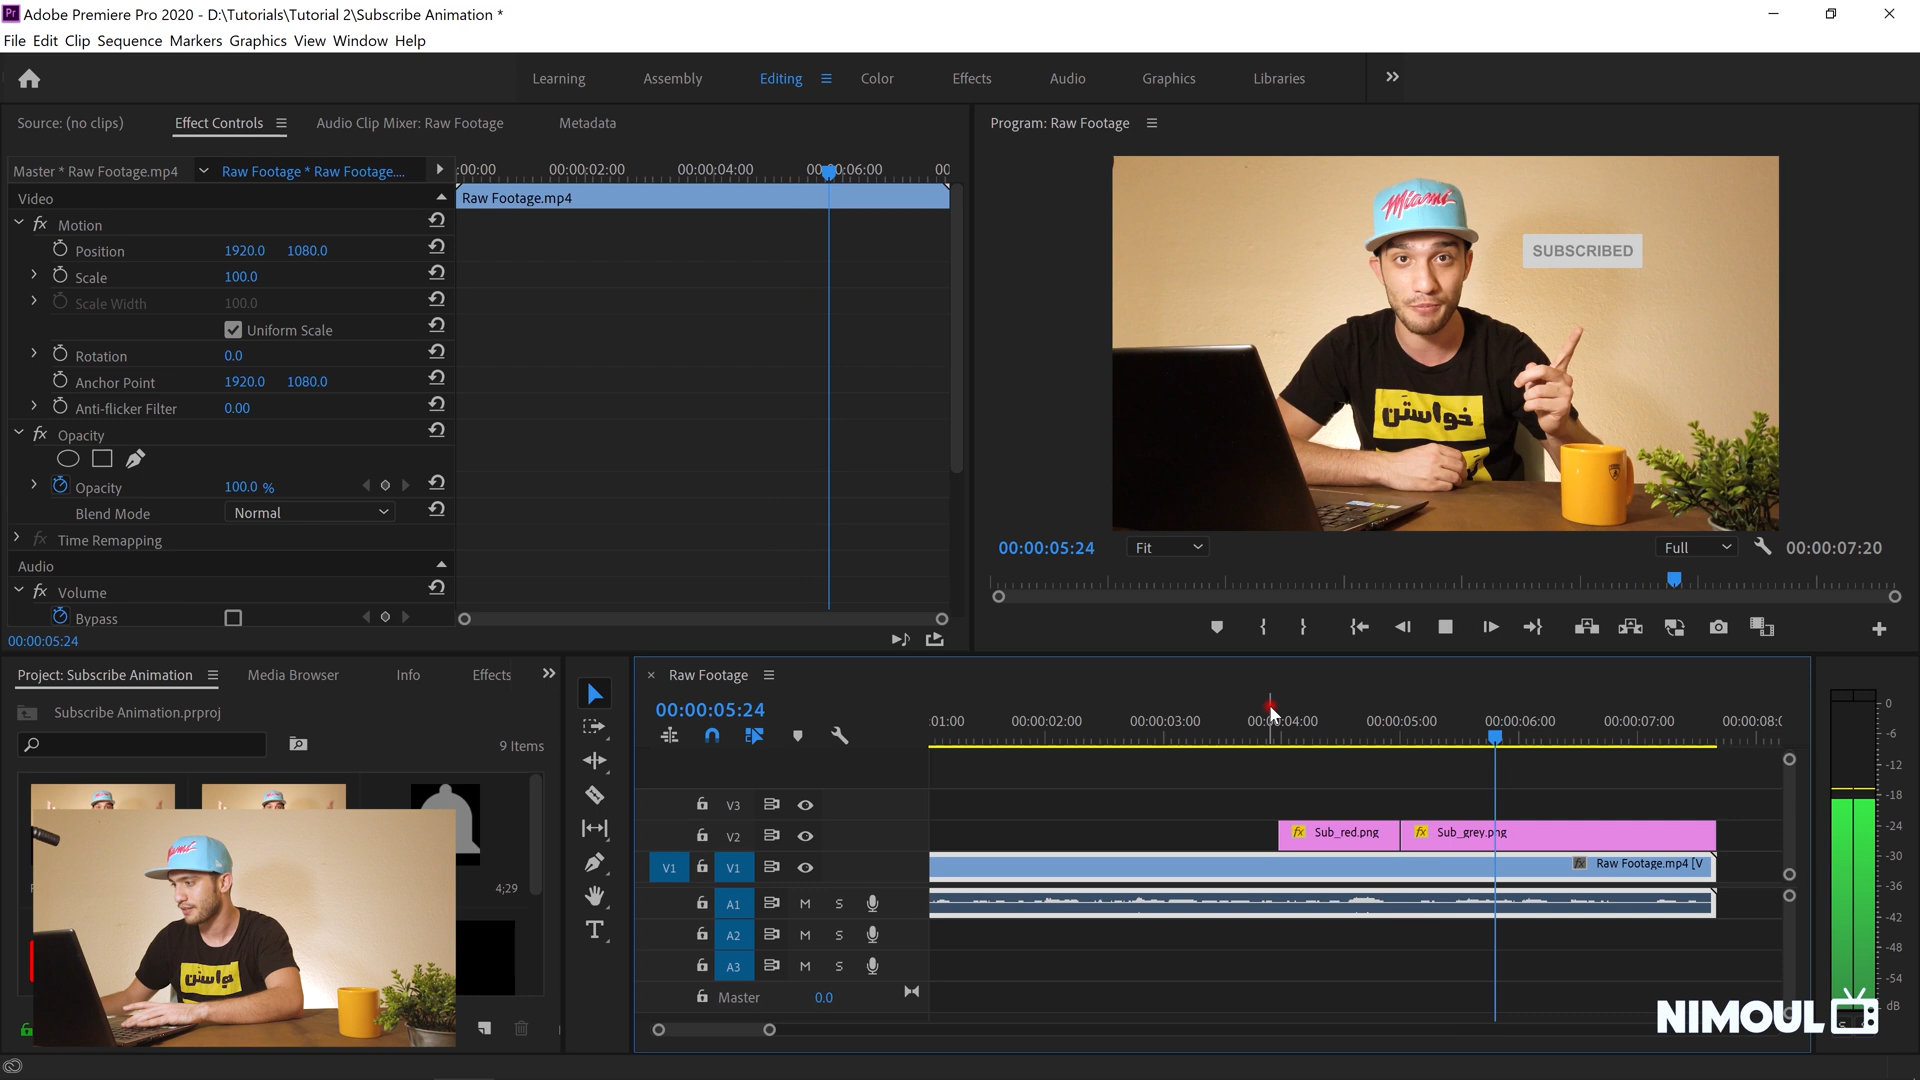 Pr Adobe Premiere Pro 2020 - D:\Tutorials\Tutorial 2\Subscribe Animation *
File Edit Clip Sequence Markers Graphics View Window Help
Learning Assembly Editing Color Effects Audio Graphics Libraries
Source: (no clips) Effect Controls Audio Clip Mixer: Raw Footage Metadata
Program: Raw Footage
Master * Raw Footage.mp4 Raw Footage * Raw Footage....
:00:00 00:00:02:00 00:00:04:00 00:00:06:00 00
Video
Raw Footage.mp4
fx Motion
Position 1920.0 1080.0
Scale 100.0
Scale Width 100.0
Uniform Scale
Rotation 0.0
Anchor Point 1920.0 1080.0
Anti-flicker Filter 0.00
fx Opacity
Opacity 100.0 %
Blend Mode Normal
fx Time Remapping
Audio
fx Volume
Bypass
00:00:05:24
Miami
SUBSCRIBED
خواستن
00:00:05:24 Fit Full 00:00:07:20
Project: Subscribe Animation Media Browser Info Effects
Subscribe Animation.prproj
9 Items
4;29
Raw Footage
00:00:05:24
:01:00 00:00:02:00 00:00:03:00 00:00:04:00 00:00:05:00 00:00:06:00 00:00:07:00 00:00:08:0
V3
V2 fx Sub_red.png fx Sub_grey.png
V1 V1 fx Raw Footage.mp4 [V
A1 M S
A2 M S
A3 M S
Master 0.0
0
-6
-12
-18
-24
-30
-36
-42
-48
-54
dB
S S
NIMOUL